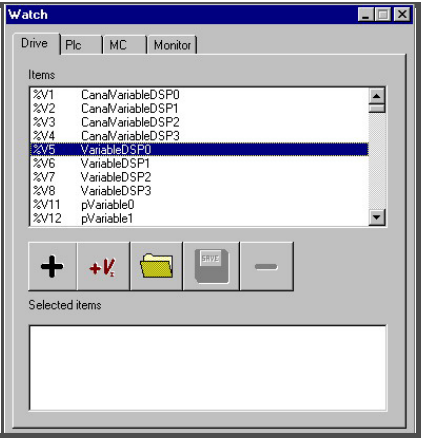 Watch
Drive Plc MC Monitor
Items
%V1 CanalVariableDSP0
%V2 CanalVariableDSP1
%V3 CanalVariableDSP2
%V4 CanalVariableDSP3
%V5 VariableDSP0
%V6 VariableDSP1
%V7 VariableDSP2
%V8 VariableDSP3
%V11 pVariable0
%V12 pVariable1
+V% SAVE
Selected items